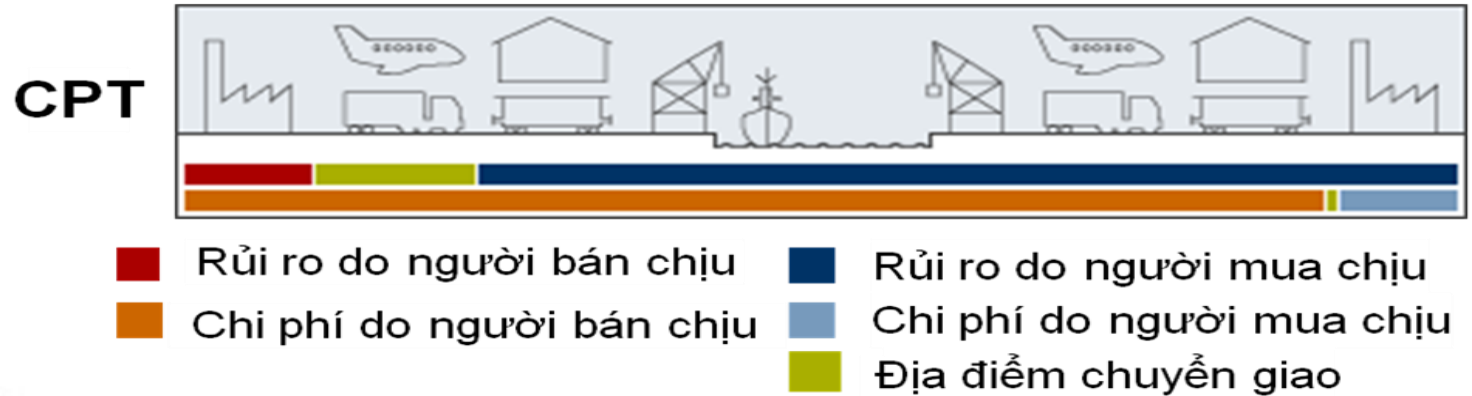 CPT
Rủi ro do người bán chịu
Rủi ro do người mua chịu
Chi phí do người bán chịu
Chi phí do người mua chịu
Địa điểm chuyển giao